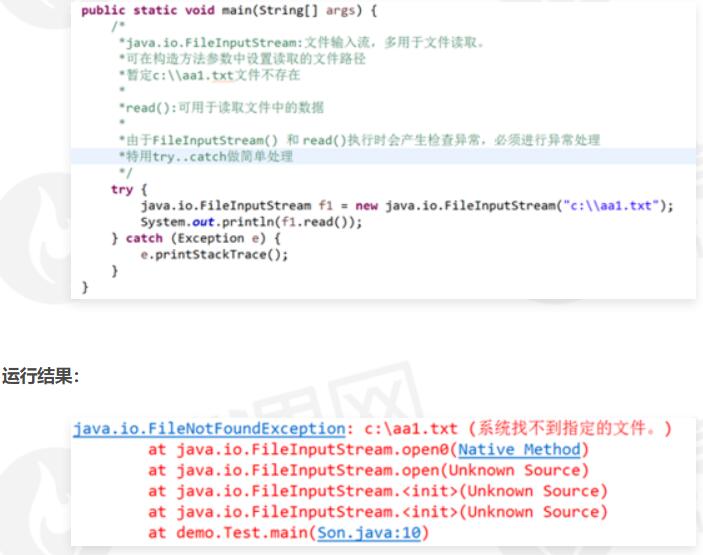 public static void main(String[] args) {
/*
*java.io.FileInputStream:文件输入流，多用于文件读取。
*可在构造方法参数中设置读取的文件路径
*暂定c:\\aa1.txt文件不存在
*
*read():可用于读取文件中的数据
*
*由于FileInputStream() 和 read()执行时会产生检查异常，必须进行异常处理
*特用try..catch做简单处理
*/
try {
java.io.FileInputStream f1 = new java.io.FileInputStream("c:\\aa1.txt");
System.out.println(f1.read());
} catch (Exception e) {
e.printStackTrace();
}
}
运行结果：
java.io.FileNotFoundException: c:\aa1.txt (系统找不到指定的文件。)
at java.io.FileInputStream.open0(Native Method)
at java.io.FileInputStream.open(Unknown Source)
at java.io.FileInputStream.<init>(Unknown Source)
at java.io.FileInputStream.<init>(Unknown Source)
at demo.Test.main(Son.java:10)